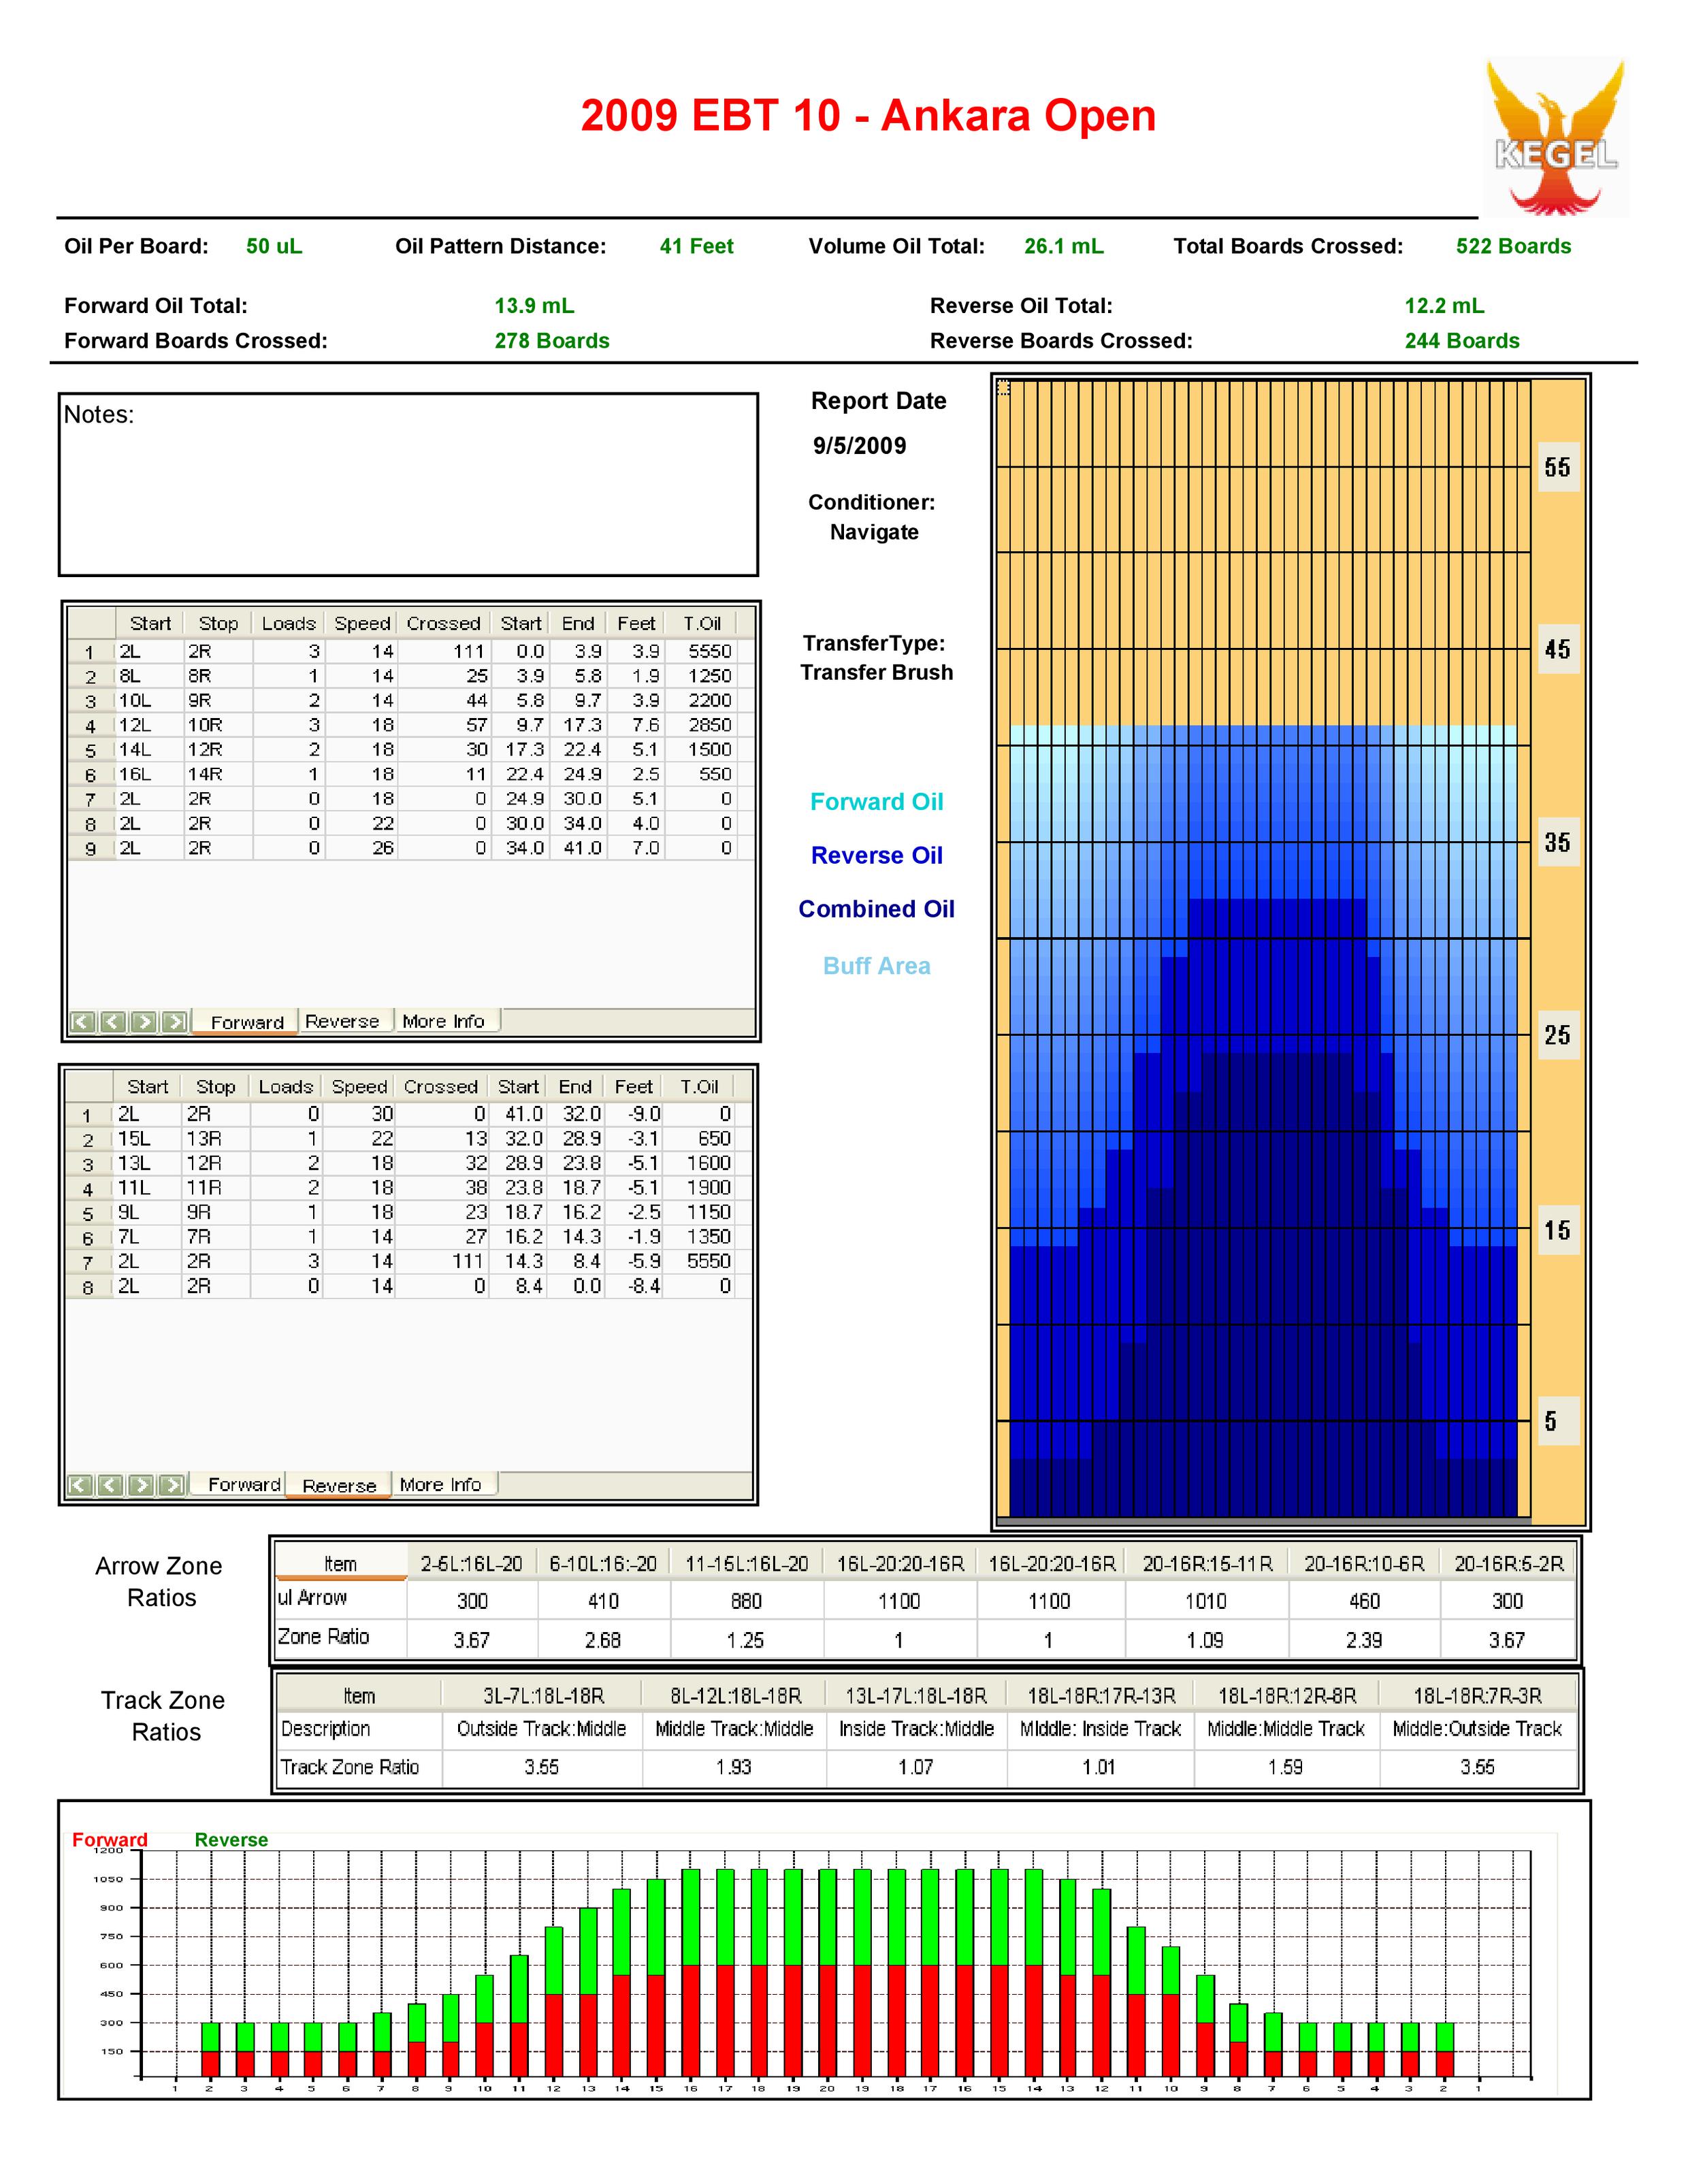 2009 EBT 10 - Ankara Open
KEGEL
Oil Per Board: 50 uL Oil Pattern Distance: 41 Feet Volume Oil Total: 26.1 mL Total Boards Crossed: 522 Boards
Forward Oil Total: 13.9 mL Reverse Oil Total: 12.2 mL
Forward Boards Crossed: 278 Boards Reverse Boards Crossed: 244 Boards
Notes:
Report Date
9/5/2009
Conditioner:
Navigate
TransferType:
Transfer Brush
Forward Oil
Reverse Oil
Combined Oil
Buff Area
55
45
35
25
15
5
Start Stop Loads Speed Crossed Start End Feet T.Oil
1 2L 2R 3 14 111 0.0 3.9 3.9 5550
2 8L 8R 1 14 25 3.9 5.8 1.9 1250
3 10L 9R 2 14 44 5.8 9.7 3.9 2200
4 12L 10R 3 18 57 9.7 17.3 7.6 2850
5 14L 12R 2 18 30 17.3 22.4 5.1 1500
6 16L 14R 1 18 11 22.4 24.9 2.5 550
7 2L 2R 0 18 0 24.9 30.0 5.1 0
8 2L 2R 0 22 0 30.0 34.0 4.0 0
9 2L 2R 0 26 0 34.0 41.0 7.0 0
Forward Reverse More Info
Start Stop Loads Speed Crossed Start End Feet T.Oil
1 2L 2R 0 30 0 41.0 32.0 -9.0 0
2 15L 13R 1 22 13 32.0 28.9 -3.1 650
3 13L 12R 2 18 32 28.9 23.8 -5.1 1600
4 11L 11R 2 18 38 23.8 18.7 -5.1 1900
5 9L 9R 1 18 23 18.7 16.2 -2.5 1150
6 7L 7R 1 14 27 16.2 14.3 -1.9 1350
7 2L 2R 3 14 111 14.3 8.4 -5.9 5550
8 2L 2R 0 14 0 8.4 0.0 -8.4 0
Forward Reverse More Info
Arrow Zone
Ratios
Item 2-5L:16L-20 6-10L:16:-20 11-15L:16L-20 16L-20:20-16R 16L-20:20-16R 20-16R:15-11R 20-16R:10-6R 20-16R:5-2R
ul Arrow 300 410 880 1100 1100 1010 460 300
Zone Ratio 3.67 2.68 1.25 1 1 1.09 2.39 3.67
Track Zone
Ratios
Item 3L-7L:18L-18R 8L-12L:18L-18R 13L-17L:18L-18R 18L-18R:17R-13R 18L-18R:12R-8R 18L-18R:7R-3R
Description Outside Track:Middle Middle Track:Middle Inside Track:Middle MIddle: Inside Track Middle:Middle Track Middle:Outside Track
Track Zone Ratio 3.55 1.93 1.07 1.01 1.59 3.55
Forward Reverse
1200
1050
900
750
600
450
300
150
1 2 3 4 5 6 7 8 9 10 11 12 13 14 15 16 17 18 19 20 19 18 17 16 15 14 13 12 11 10 9 8 7 6 5 4 3 2 1